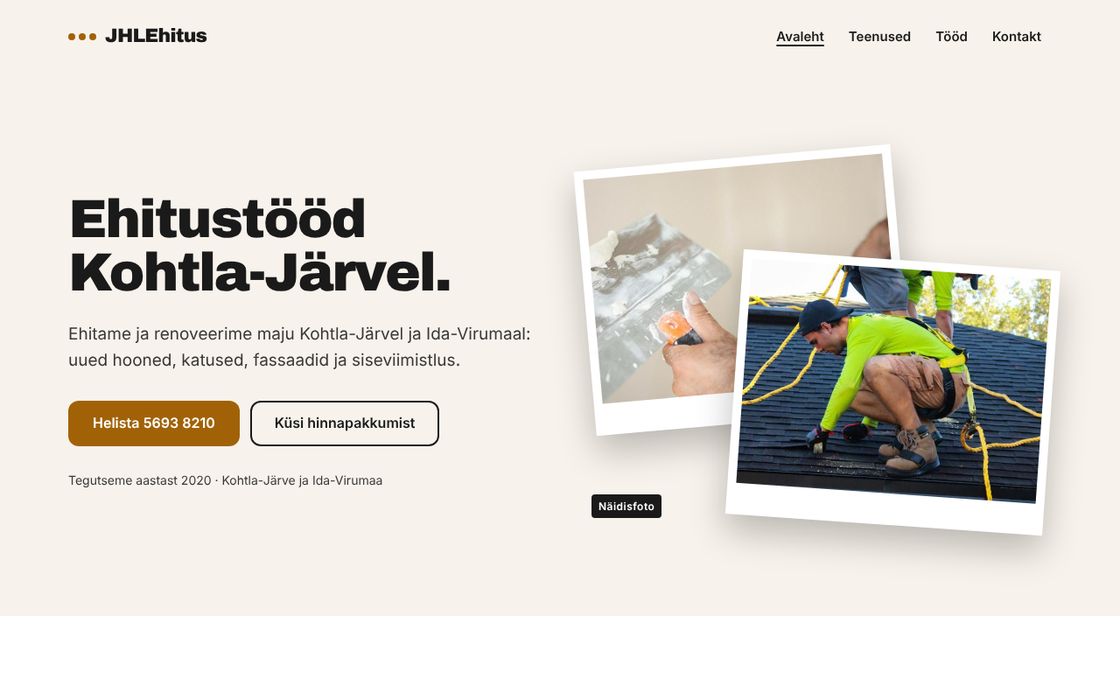 JHLEhitus
Avaleht
Teenused
Tööd
Kontakt
Ehitustööd
Kohtla-Järvel.
Ehitame ja renoveerime maju Kohtla-Järvel ja Ida-Virumaal:
uued hooned, katused, fassaadid ja siseviimistlus.
Helista 5693 8210
Küsi hinnapakkumist
Tegutseme aastast 2020 · Kohtla-Järve ja Ida-Virumaa
Näidisfoto